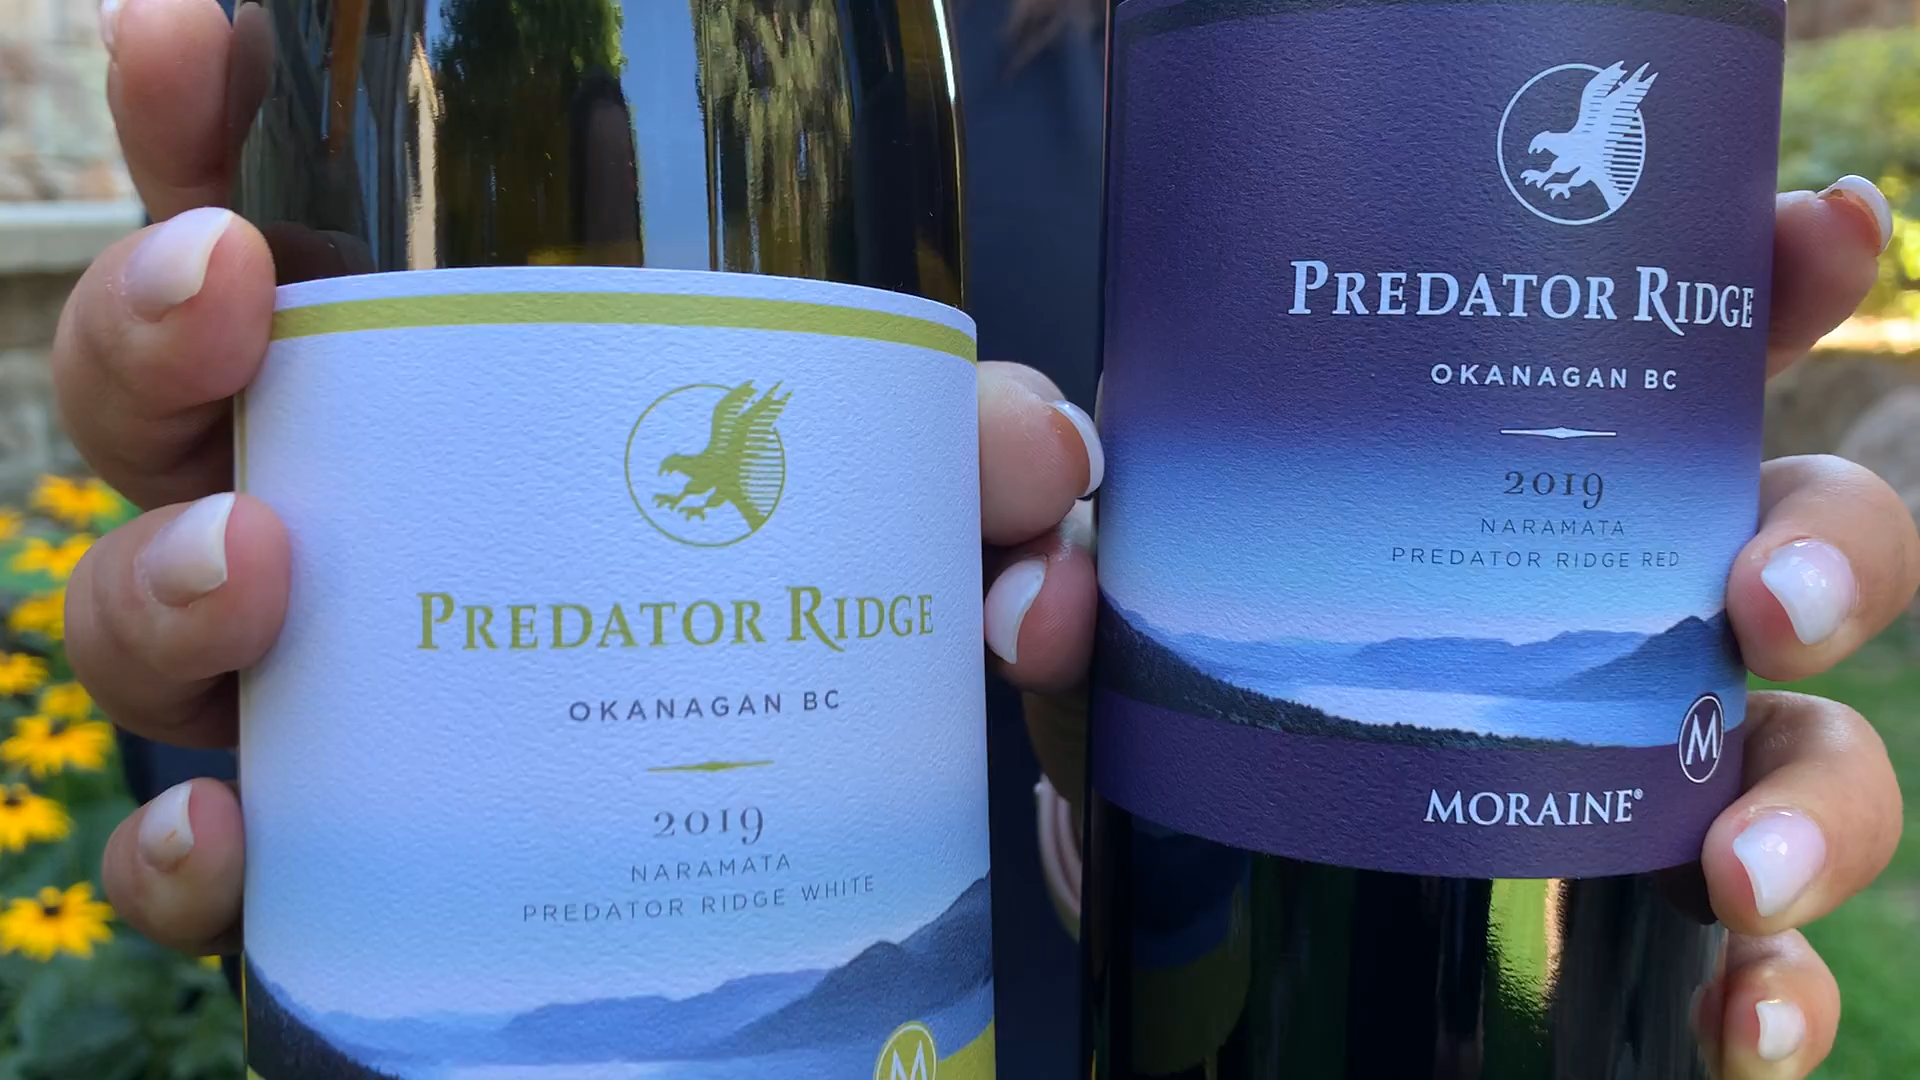 PREDATOR RIDGE
OKANAGAN BC
2019
NARAMATA
PREDATOR RIDGE WHITE
M
PREDATOR RIDGE
OKANAGAN BC
2019
NARAMATA
PREDATOR RIDGE RED
M
MORAINE®